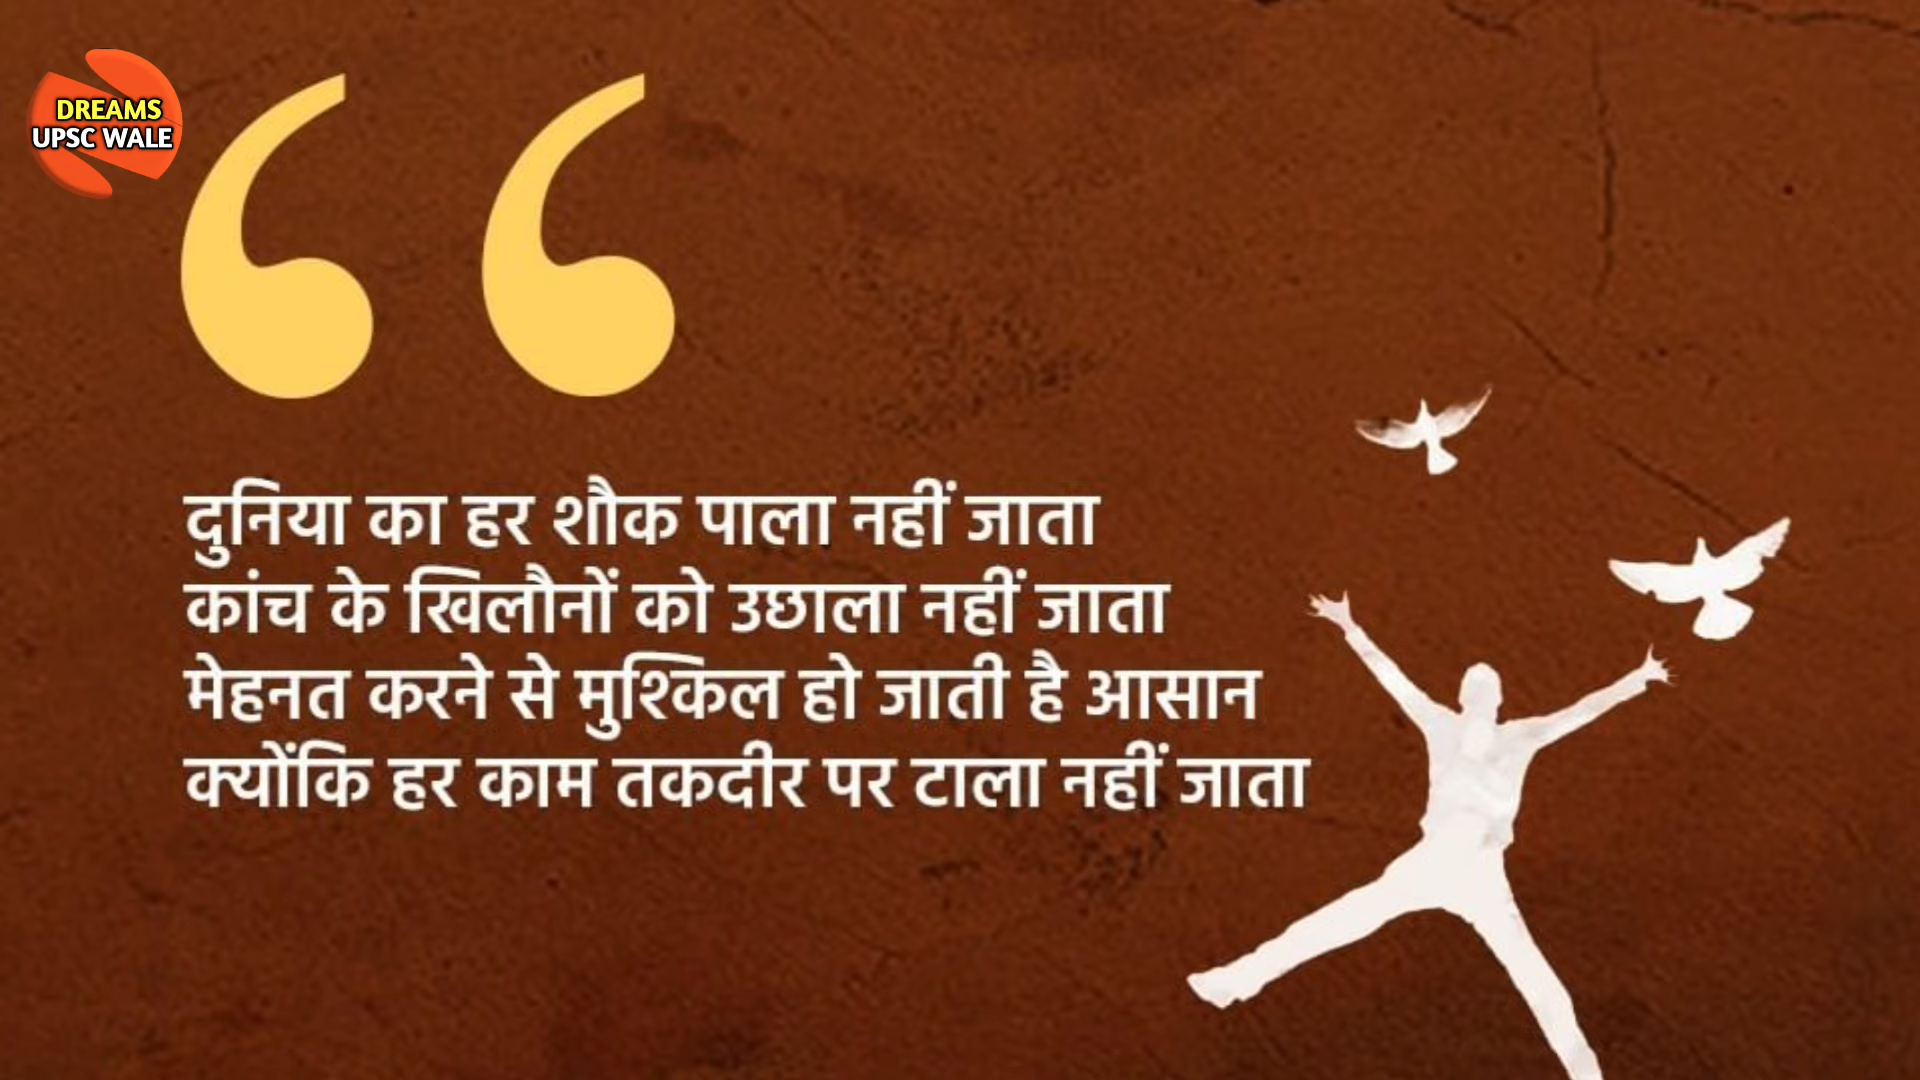 DREAMS
UPSC WALE
दुनिया का हर शौक पाला नहीं जाता
कांच के खिलौनों को उछाला नहीं जाता
मेहनत करने से मुश्किल हो जाती है आसान
क्योंकि हर काम तकदीर पर टाला नहीं जाता